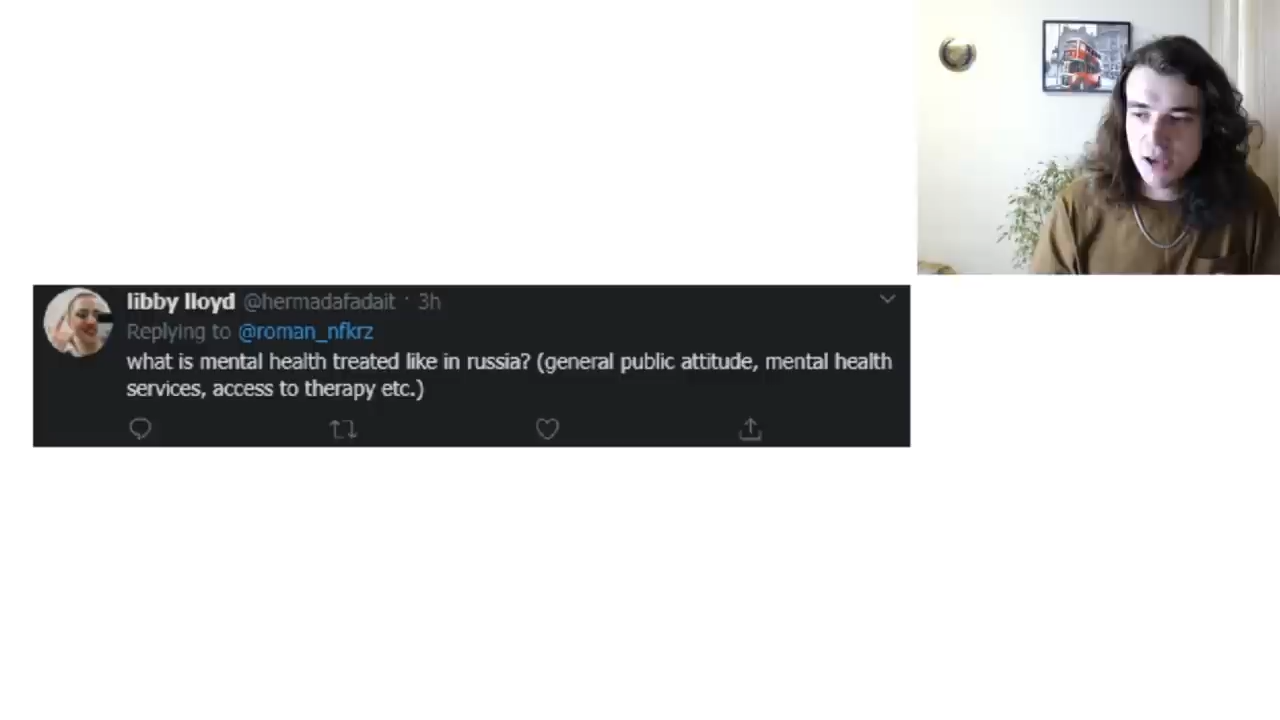 libby lloyd @hermadafadait · 3h
Replying to @roman_nfkrz
what is mental health treated like in russia? (general public attitude, mental health
services, access to therapy etc.)